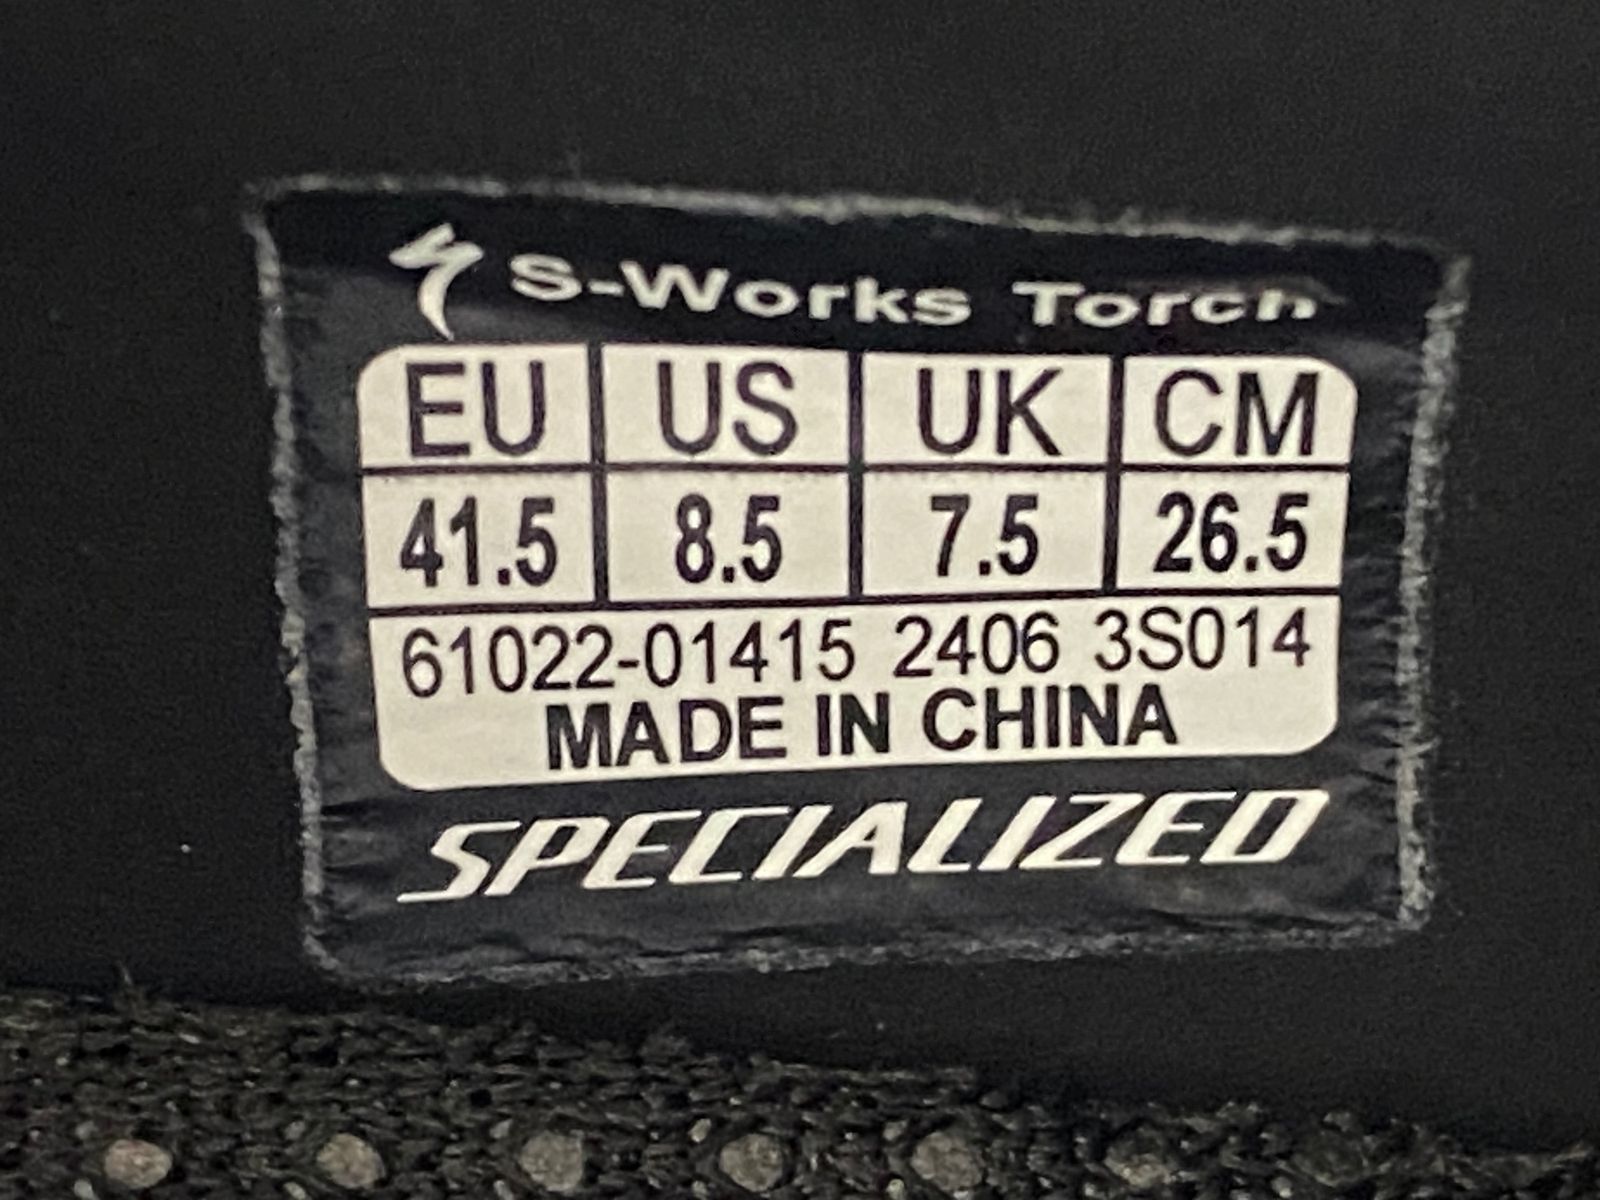 S-Works Torch
EU US UK CM
41.5 8.5 7.5 26.5
61022-01415 2406 3S014
MADE IN CHINA
SPECIALIZED